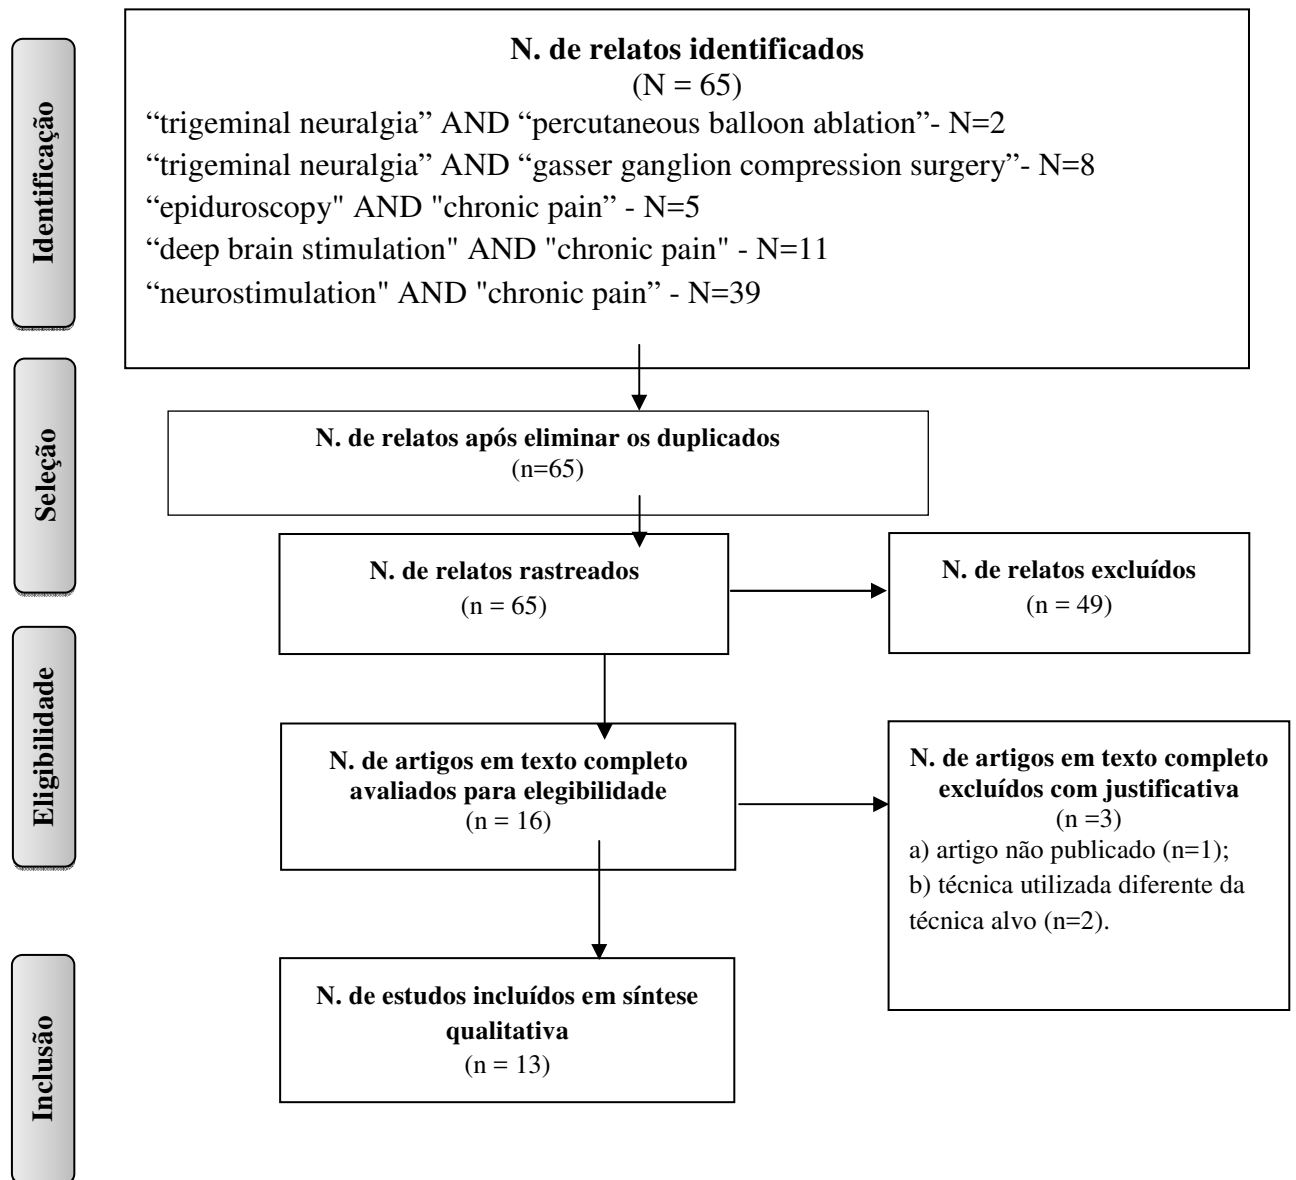 Identificação
N. de relatos identificados
(N = 65)
“trigeminal neuralgia” AND “percutaneous balloon ablation”- N=2
“trigeminal neuralgia” AND “gasser ganglion compression surgery”- N=8
“epiduroscopy" AND "chronic pain” - N=5
“deep brain stimulation" AND "chronic pain" - N=11
“neurostimulation" AND "chronic pain” - N=39
Seleção
N. de relatos após eliminar os duplicados
(n=65)
N. de relatos rastreados
(n = 65)
N. de relatos excluídos
(n = 49)
Eligibilidade
N. de artigos em texto completo
avaliados para elegibilidade
(n = 16)
N. de artigos em texto completo
excluídos com justificativa
(n =3)
a) artigo não publicado (n=1);
b) técnica utilizada diferente da
técnica alvo (n=2).
Inclusão
N. de estudos incluídos em síntese
qualitativa
(n = 13)